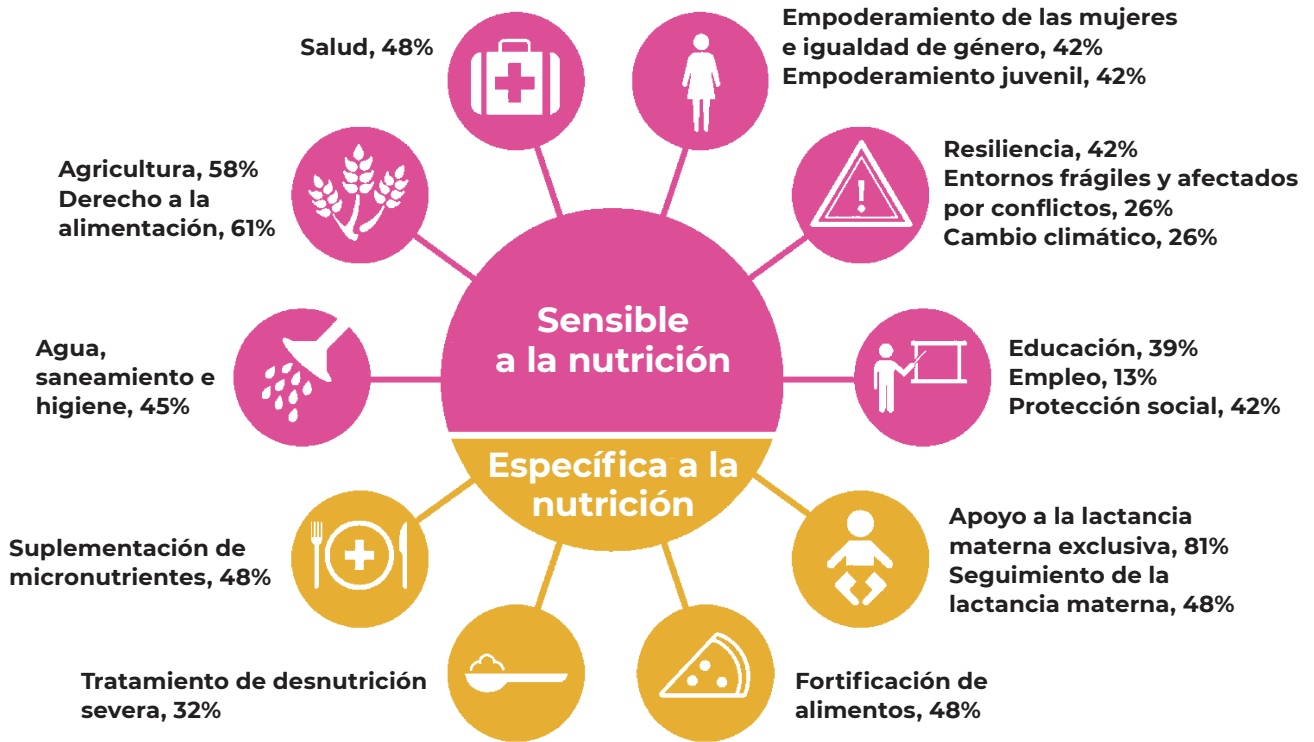 Salud, 48%
Empoderamiento de las mujeres
e igualdad de género, 42%
Empoderamiento juvenil, 42%
Agricultura, 58%
Derecho a la
alimentación, 61%
Resiliencia, 42%
Entornos frágiles y afectados
por conflictos, 26%
Cambio climático, 26%
Sensible
a la nutrición
Agua,
saneamiento e
higiene, 45%
Educación, 39%
Empleo, 13%
Protección social, 42%
Específica a la
nutrición
Suplementación de
micronutrientes, 48%
Apoyo a la lactancia
materna exclusiva, 81%
Seguimiento de la
lactancia materna, 48%
Tratamiento de desnutrición
severa, 32%
Fortificación de
alimentos, 48%